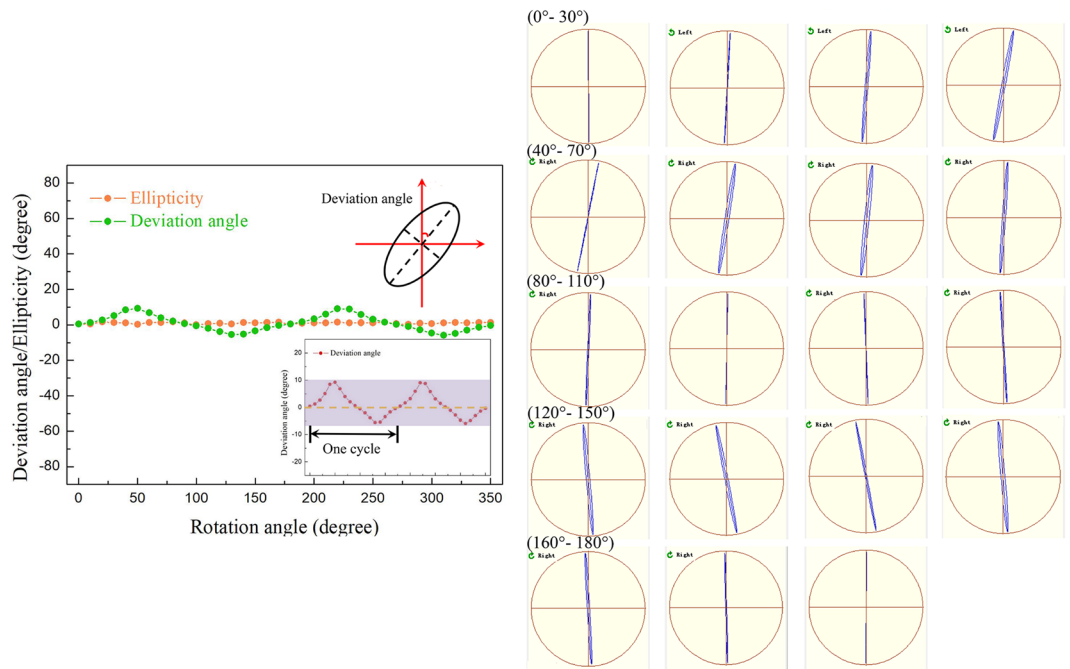 80
60
40
20
0
-20
-40
-60
-80
Deviation angle/Ellipticity (degree)
Ellipticity
Deviation angle
Deviation angle
20
10
0
-10
-20
Deviation angle (degree)
Deviation angle
One cycle
0 50 100 150 200 250 300 350
Rotation angle (degree)
(0°- 30°)
Left
Left
Left
(40°- 70°)
Right
Right
Right
Right
(80°- 110°)
Right
Right
Right
(120°- 150°)
Right
Right
Right
Right
(160°- 180°)
Right
Right